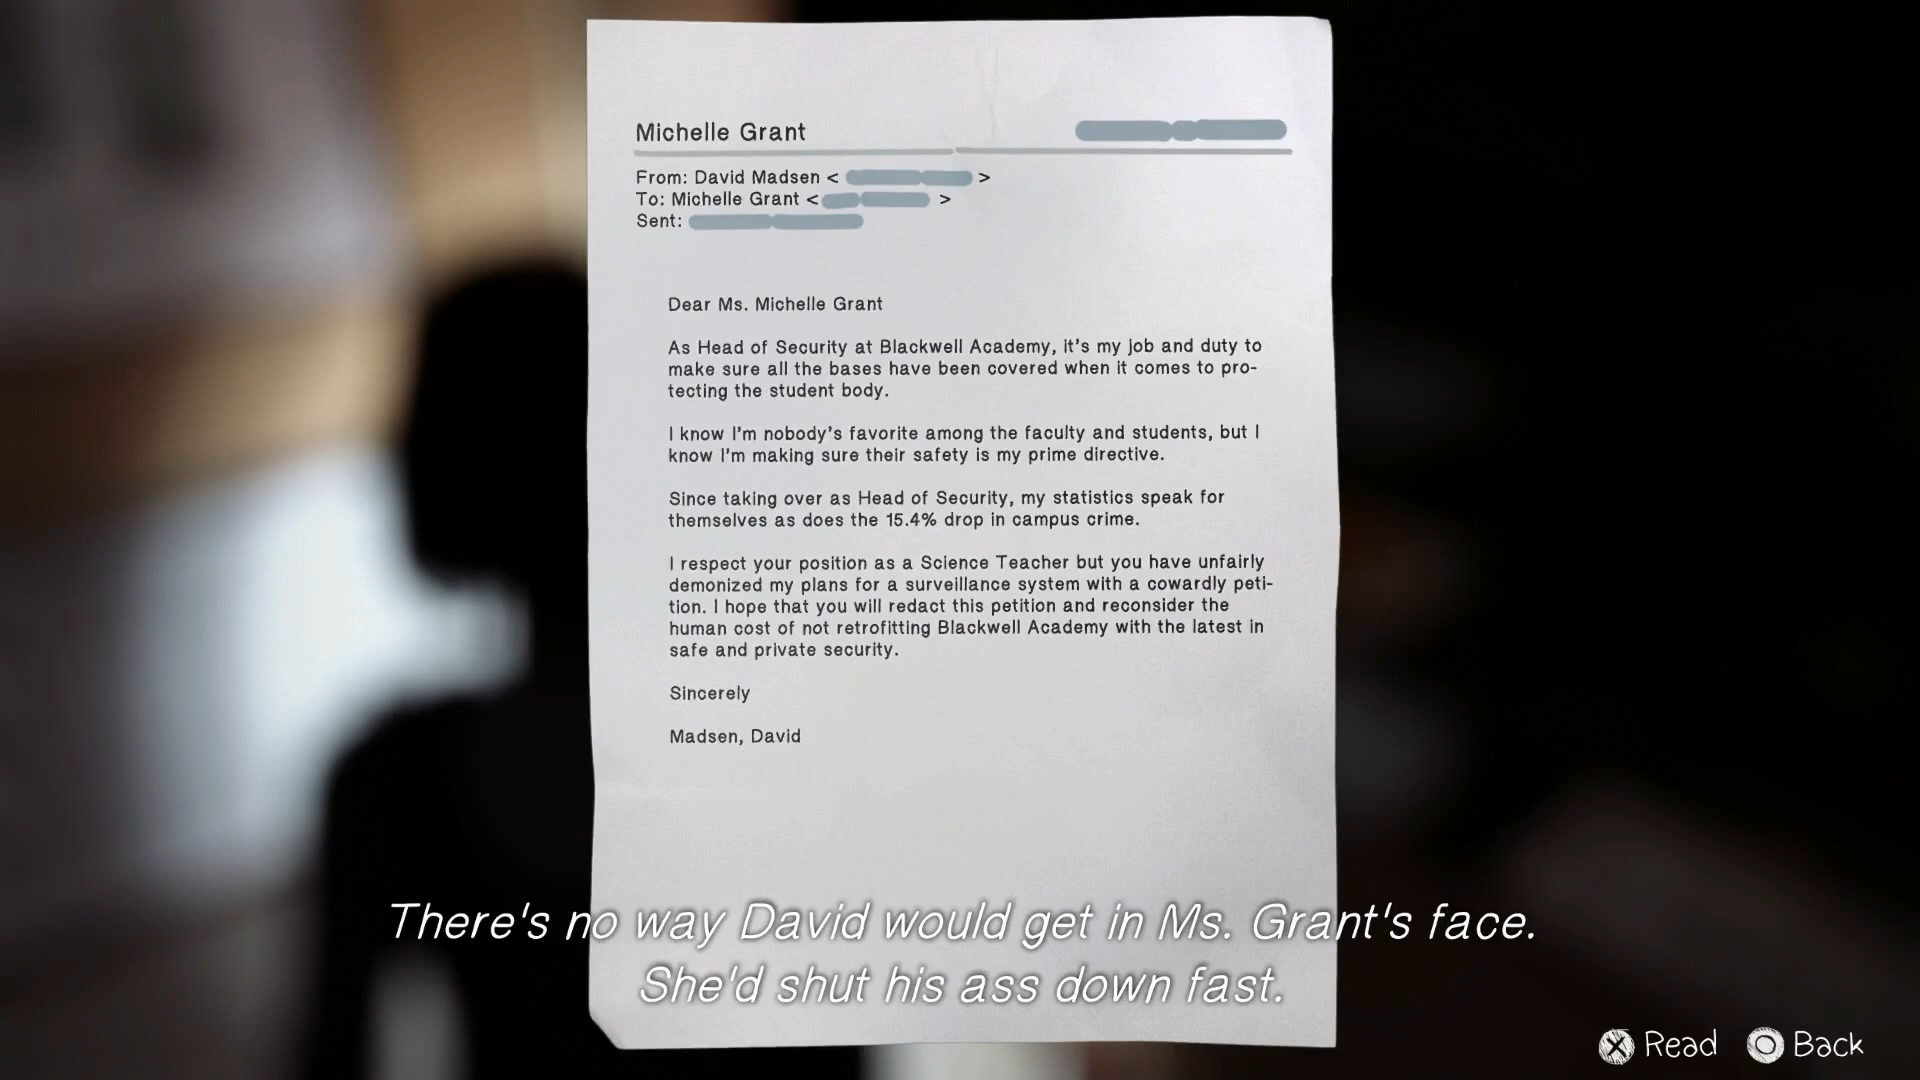 Michelle Grant
From: David Madsen < >
To: Michelle Grant < >
Sent:
Dear Ms. Michelle Grant
As Head of Security at Blackwell Academy, it's my job and duty to
make sure all the bases have been covered when it comes to pro-
tecting the student body.
I know I'm nobody's favorite among the faculty and students, but I
know I'm making sure their safety is my prime directive.
Since taking over as Head of Security, my statistics speak for
themselves as does the 15.4% drop in campus crime.
I respect your position as a Science Teacher but you have unfairly
demonized my plans for a surveillance system with a cowardly peti-
tion. I hope that you will redact this petition and reconsider the
human cost of not retrofitting Blackwell Academy with the latest in
safe and private security.
Sincerely
Madsen, David
There's no way David would get in Ms. Grant's face.
She'd shut his ass down fast.
Read Back